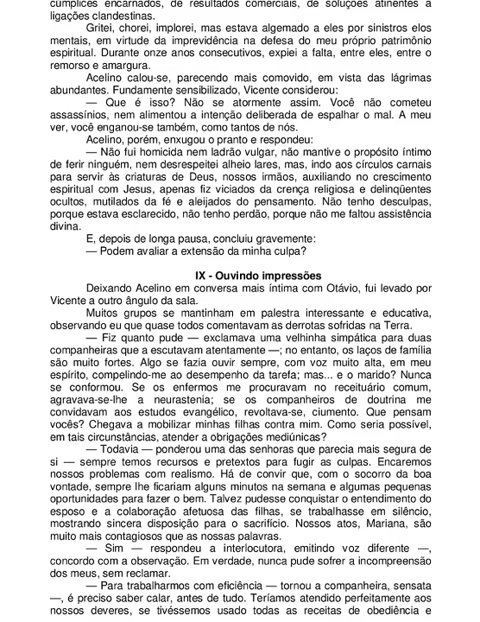 cúmplices encarnados, de resultados comerciais, de soluções atinentes a
ligações clandestinas.
Gritei, chorei, implorei, mas estava algemado a eles por sinistros elos
mentais, em virtude da imprevidência na defesa do meu próprio patrimônio
espiritual. Durante onze anos consecutivos, expiei a falta, entre eles, entre o
remorso e amargura.
Acelino calou-se, parecendo mais comovido, em vista das lágrimas
abundantes. Fundamente sensibilizado, Vicente considerou:
— Que é isso? Não se atormente assim. Você não cometeu
assassínios, nem alimentou a intenção deliberada de espalhar o mal. A meu
ver, você enganou-se também, como tantos de nós.
Acelino, porém, enxugou o pranto e respondeu:
— Não fui homicida nem ladrão vulgar, não mantive o propósito íntimo
de ferir ninguém, nem desrespeitei alheio lares, mas, indo aos círculos carnais
para servir às criaturas de Deus, nossos irmãos, auxiliando no crescimento
espiritual com Jesus, apenas fiz viciados da crença religiosa e delinqüentes
ocultos, mutilados da fé e aleijados do pensamento. Não tenho desculpas,
porque estava esclarecido, não tenho perdão, porque não me faltou assistência
divina.
E, depois de longa pausa, concluiu gravemente:
— Podem avaliar a extensão da minha culpa?
IX - Ouvindo impressões
Deixando Acelino em conversa mais íntima com Otávio, fui levado por
Vicente a outro ângulo da sala.
Muitos grupos se mantinham em palestra interessante e educativa,
observando eu que quase todos comentavam as derrotas sofridas na Terra.
— Fiz quanto pude — exclamava uma velhinha simpática para duas
companheiras que a escutavam atentamente —; no entanto, os laços de família
são muito fortes. Algo se fazia ouvir sempre, com voz muito alta, em meu
espírito, compelindo-me ao desempenho da tarefa; mas... e o marido? Nunca
se conformou. Se os enfermos me procuravam no receituário comum,
agravava-se-lhe a neurastenia; se os companheiros de doutrina me
convidavam aos estudos evangélico, revoltava-se, ciumento. Que pensam
vocês? Chegava a mobilizar minhas filhas contra mim. Como seria possível,
em tais circunstâncias, atender a obrigações mediúnicas?
— Todavia — ponderou uma das senhoras que parecia mais segura de
si — sempre temos recursos e pretextos para fugir as culpas. Encaremos
nossos problemas com realismo. Há de convir que, com o socorro da boa
vontade, sempre lhe ficariam alguns minutos na semana e algumas pequenas
oportunidades para fazer o bem. Talvez pudesse conquistar o entendimento do
esposo e a colaboração afetuosa das filhas, se trabalhasse em silêncio,
mostrando sincera disposição para o sacrifício. Nossos atos, Mariana, são
muito mais contagiosos que as nossas palavras.
— Sim — respondeu a interlocutora, emitindo voz diferente —,
concordo com a observação. Em verdade, nunca pude sofrer a incompreensão
dos meus, sem reclamar.
— Para trabalharmos com eficiência — tornou a companheira, sensata
—, é preciso saber calar, antes de tudo. Teríamos atendido perfeitamente aos
nossos deveres, se tivéssemos usado todas as receitas de obediência e